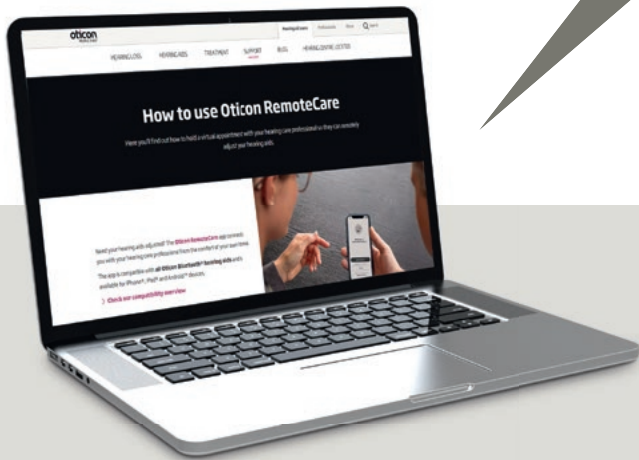 oticon
Search
HEARING LOSS HEARING AIDS TREATMENT SUPPORT BLOG HEARING CENTRE LOCATOR
How to use Oticon RemoteCare
Here you'll find out how to hold a virtual appointment with your hearing care professional so they can remotely
adjust your hearing aids.
Need your hearing aids adjusted? The Oticon RemoteCare app connects
you with your hearing care professional from the comfort of your own home.
The app is compatible with all Oticon Bluetooth® hearing aids and is
available for iPhone®, iPad® and Android™ devices.
> Check our compatibility overview